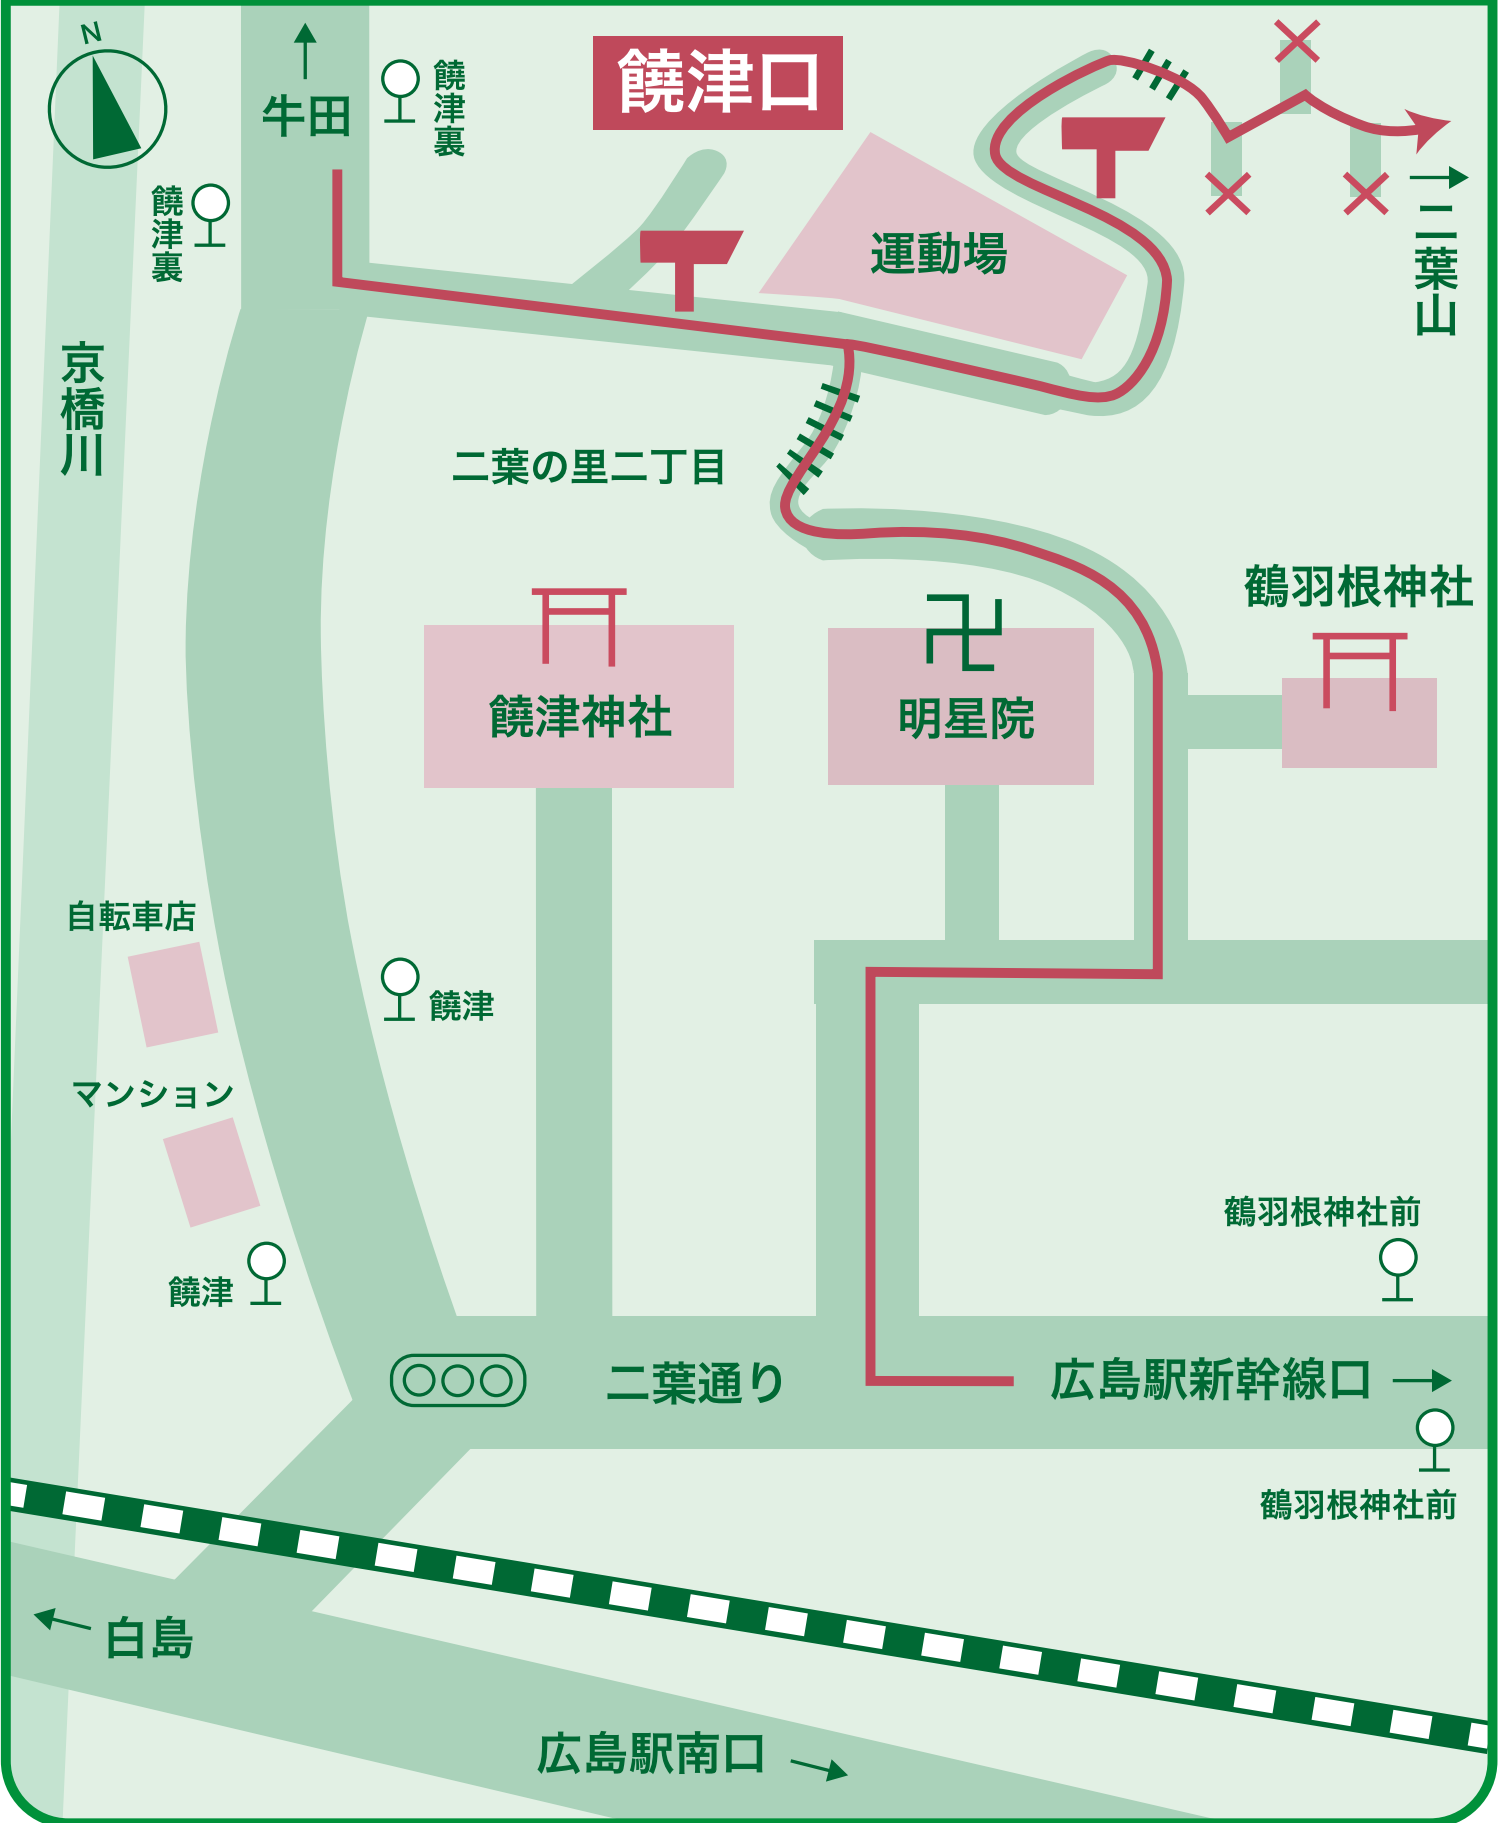 N
牛田
饒津裏
饒津口
饒津裏
運動場
二葉山
京橋川
二葉の里二丁目
鶴羽根神社
饒津神社
明星院
自転車店
饒津
マンション
鶴羽根神社前
饒津
二葉通り
広島駅新幹線口
鶴羽根神社前
白島
広島駅南口